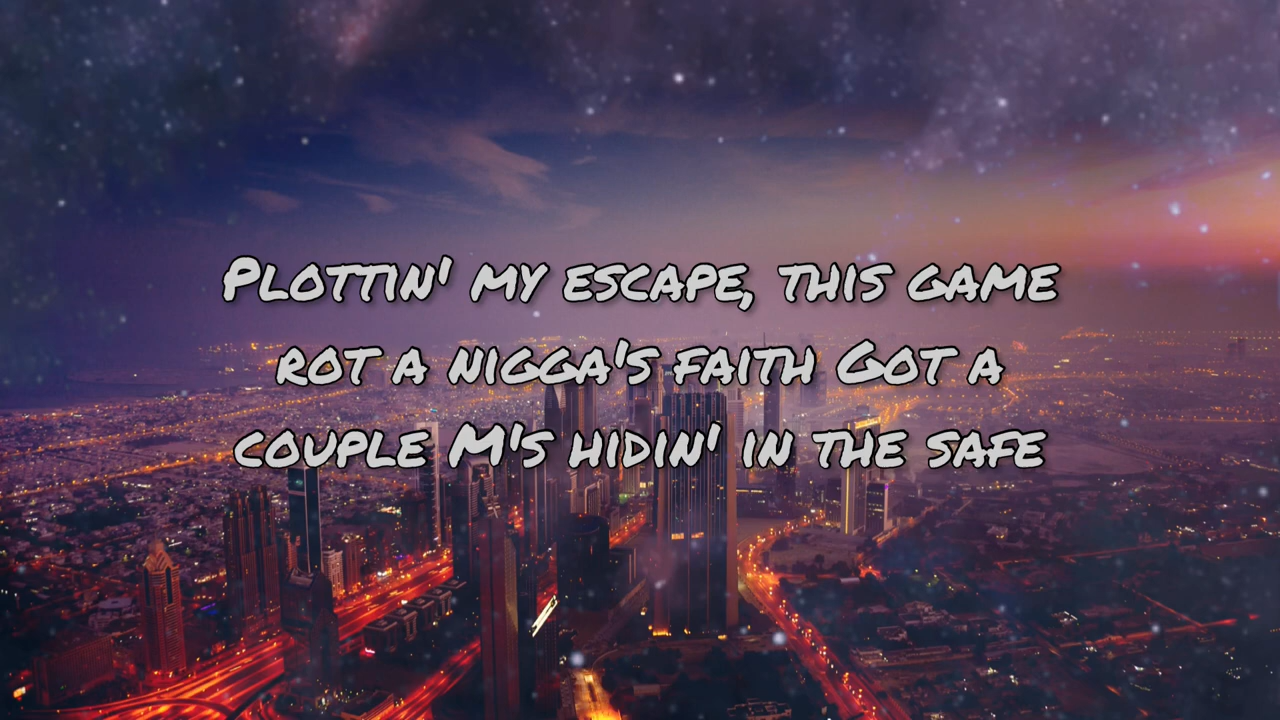 Plottin' my escape, this game
rot a nigga's faith Got a
couple M's hidin' in the safe